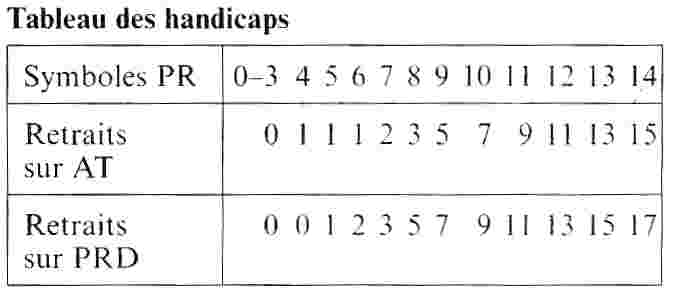 Tableau des handicaps
Symboles PR 0–3 4 5 6 7 8 9 10 11 12 13 14
Retraits sur AT 0 1 1 1 2 3 5 7 9 11 13 15
Retraits sur PRD 0 0 1 2 3 5 7 9 11 13 15 17